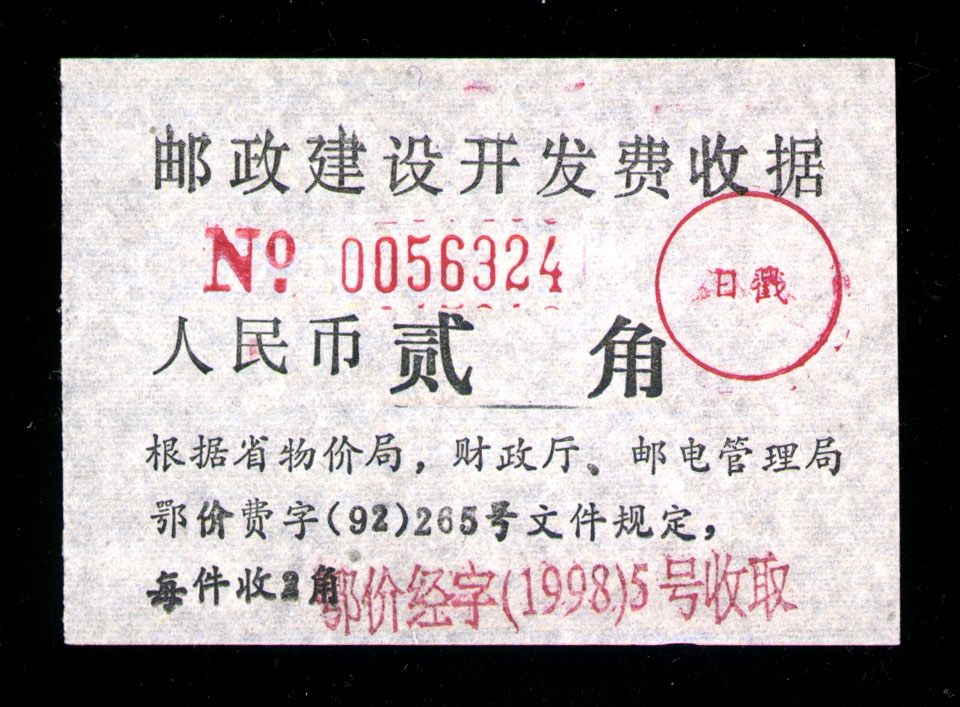 邮政建设开发费收据
№ 0056324
日戳
人民币贰 角
根据省物价局，财政厅、邮电管理局
鄂价费字(92)265号文件规定，
每件收2角
鄂价经字(1998)5号收取